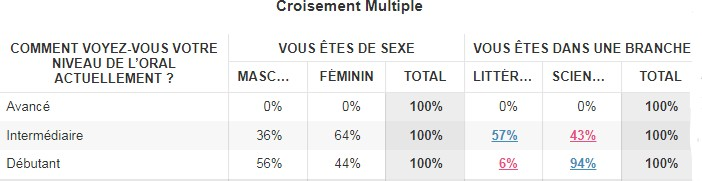 Croisement Multiple
COMMENT VOYEZ-VOUS VOTRE NIVEAU DE L'ORAL ACTUELLEMENT ? VOUS ÊTES DE SEXE VOUS ÊTES DANS UNE BRANCHE
MASC... FÉMININ TOTAL LITTÈR... SCIEN... TOTAL
Avancé 0% 0% 100% 0% 0% 100%
Intermédiaire 36% 64% 100% 57% 43% 100%
Débutant 56% 44% 100% 6% 94% 100%